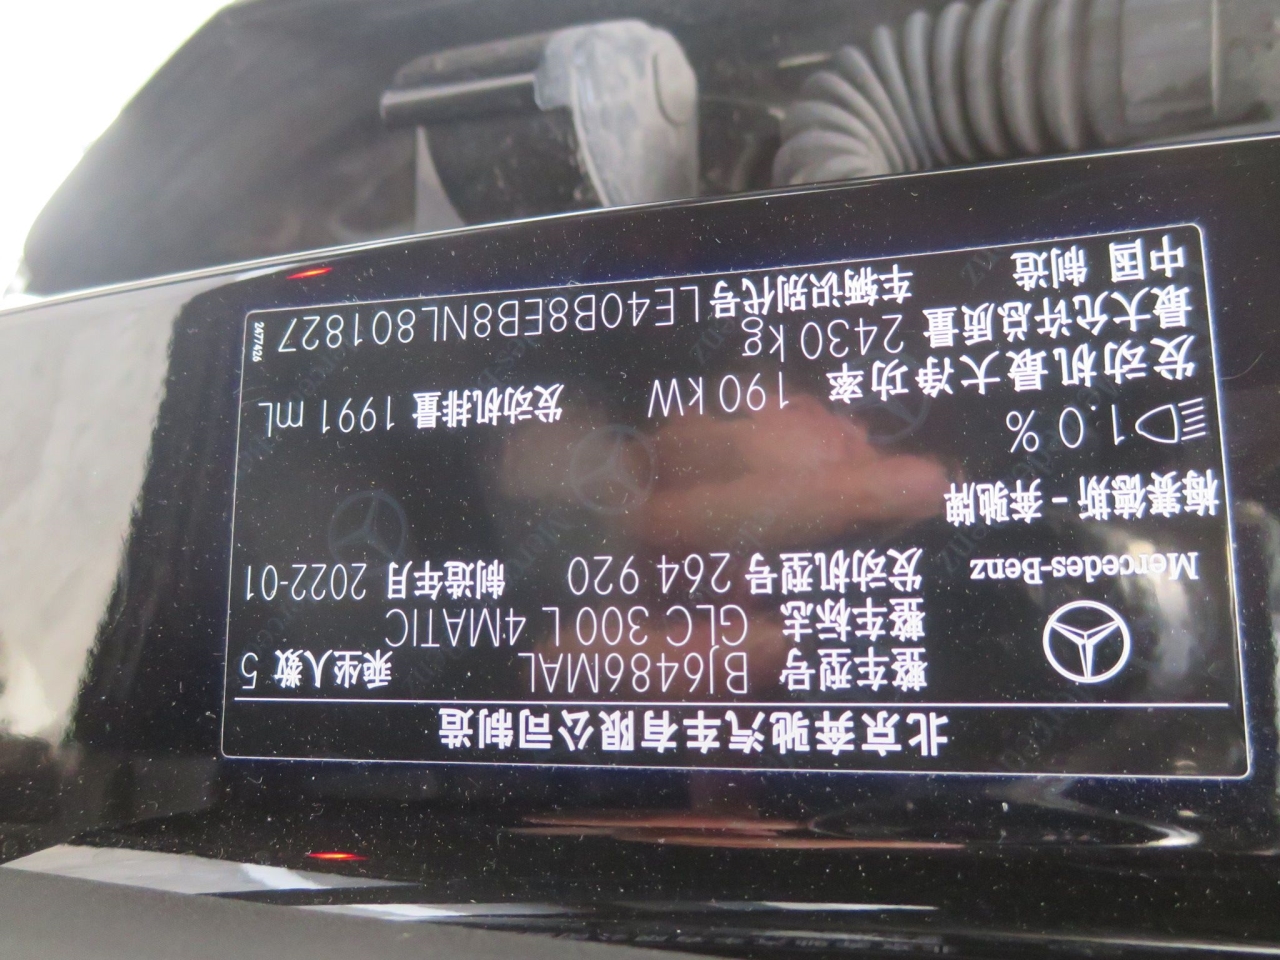 北京奔驰汽车有限公司制造
整车型号 BJ6486MAL 乘坐人数 5
整车标志 GLC 300 L 4MATIC
发动机型号 264 920 制造年月 2022-01
Mercedes-Benz
梅赛德斯－奔驰牌
1.0 %
发动机最大净功率 190 kW 发动机排量 1991 mL
最大允许总质量 2430 kg
中国 制造 车辆识别代号 LE40B8EB8NL801827
2477426